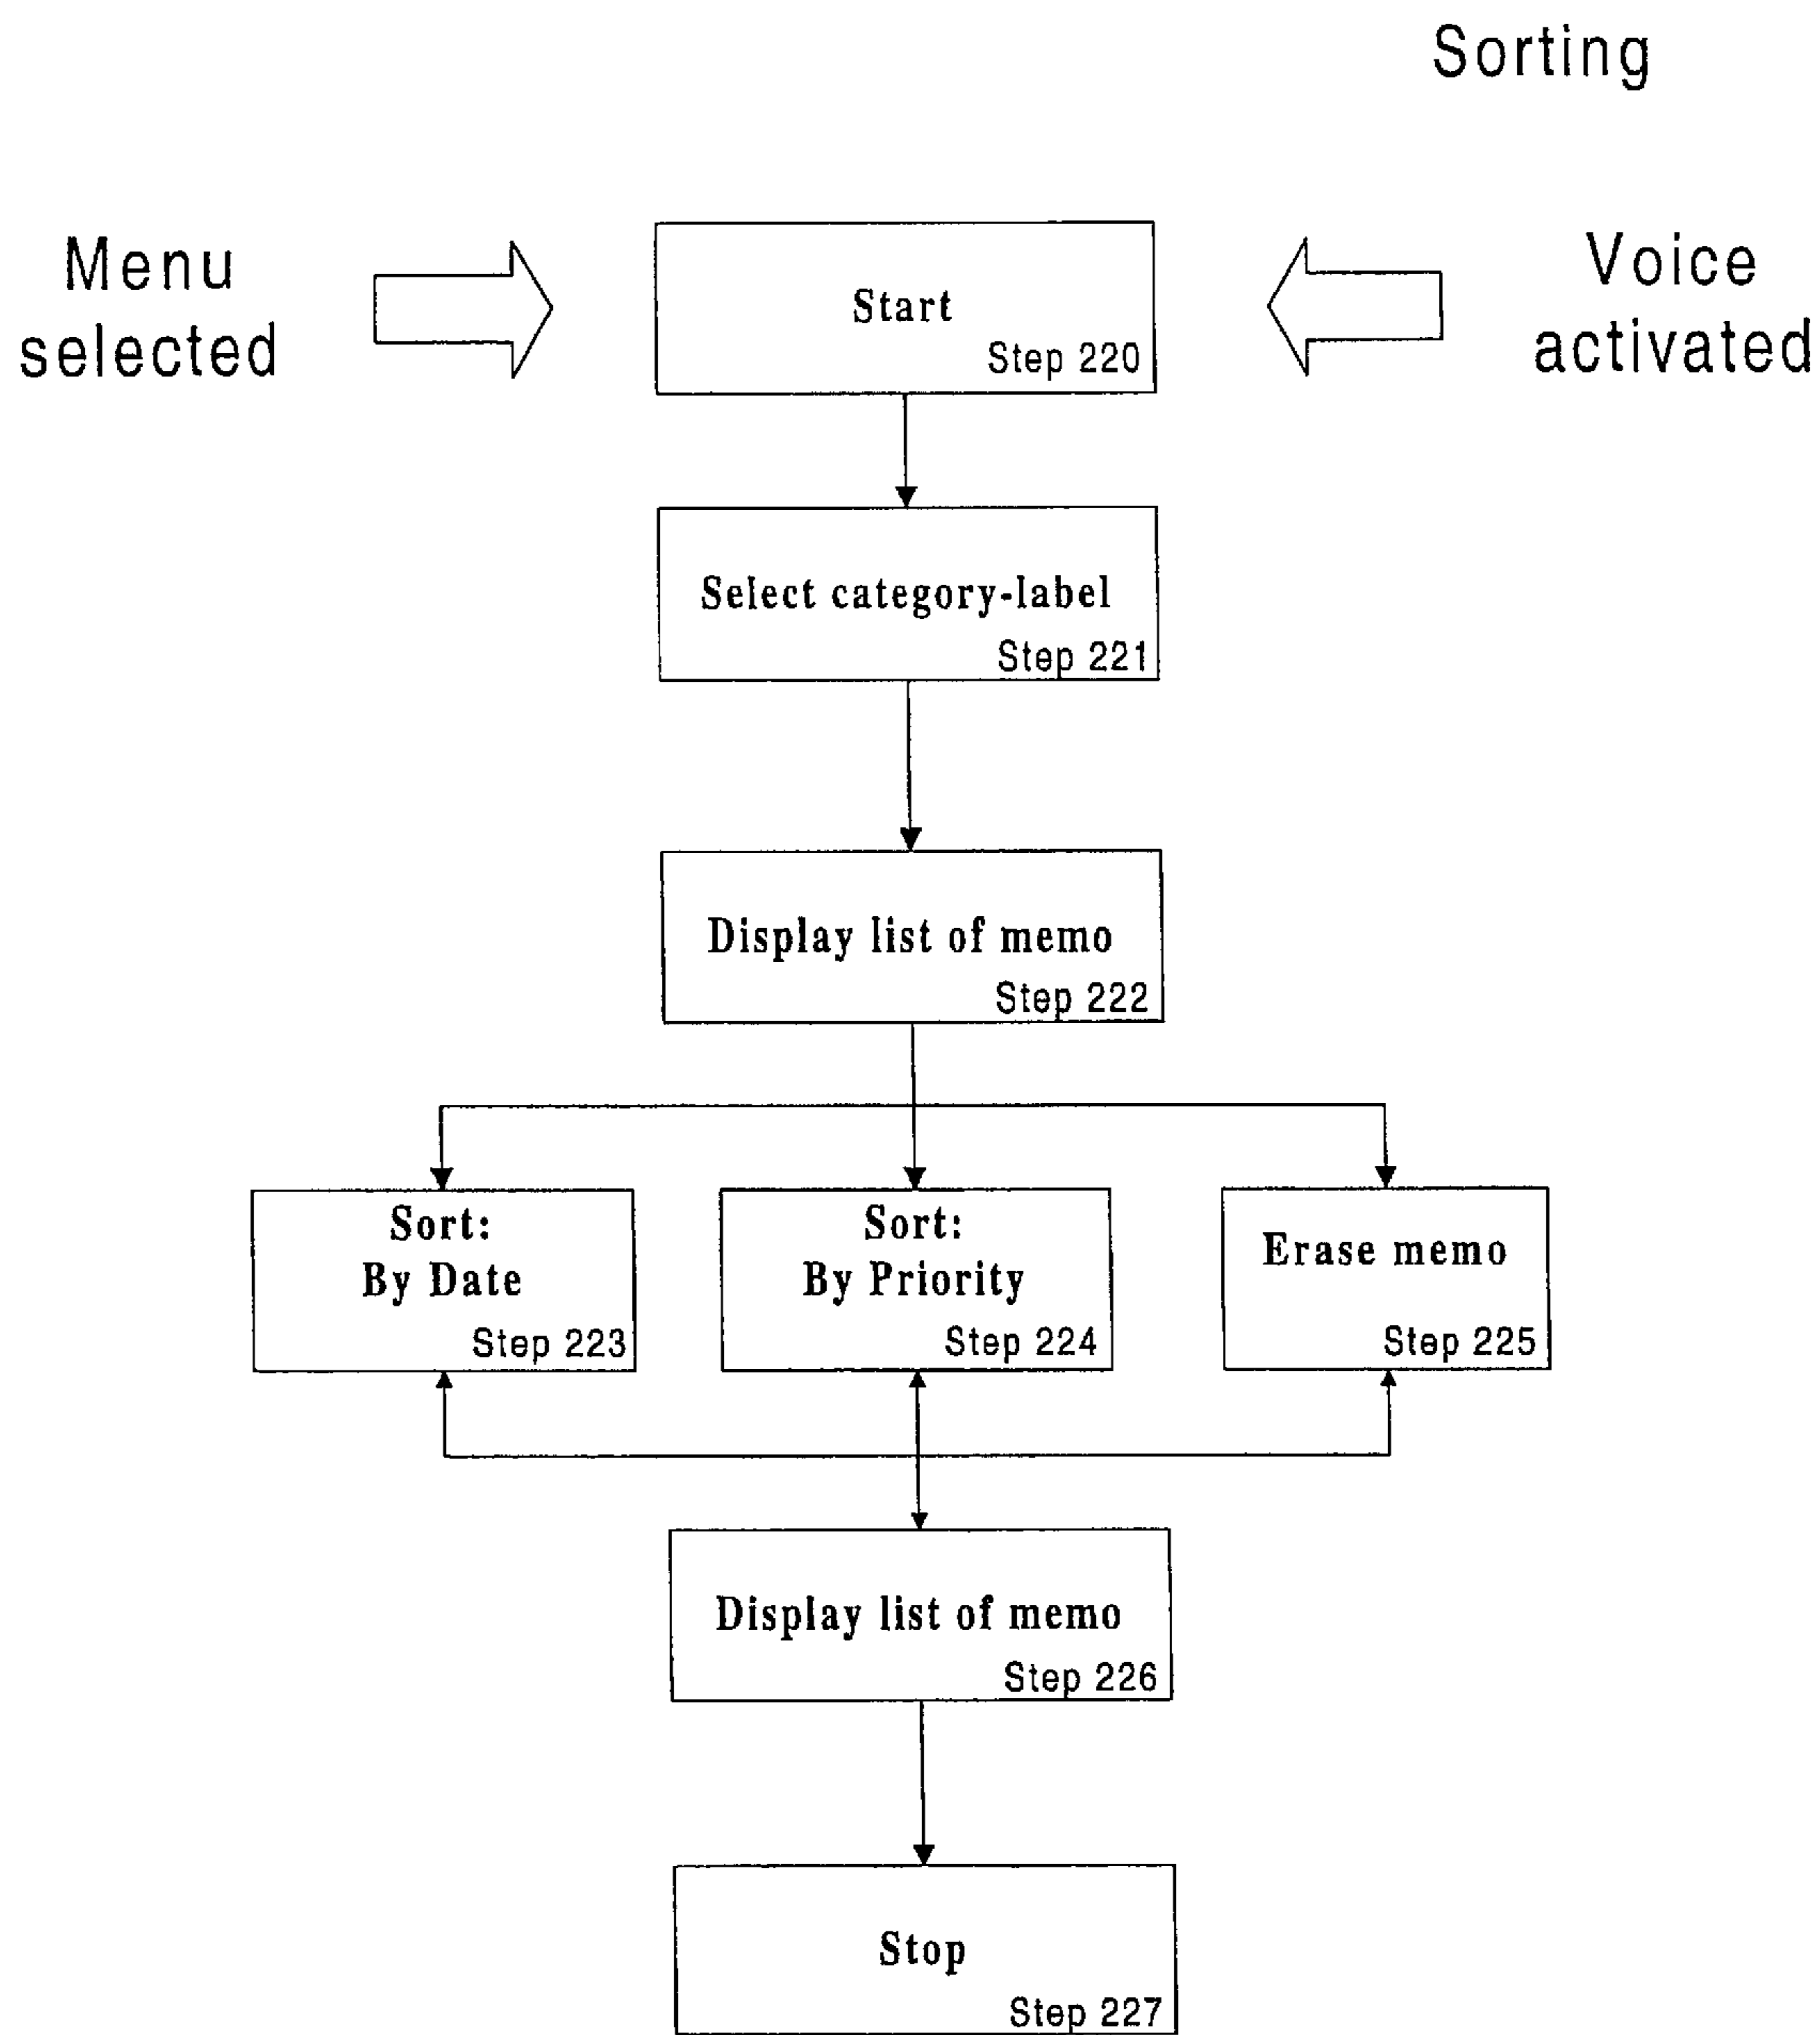 Sorting
Menu
selected
Start
Step 220
Voice
activated
Select category-label
Step 221
Display list of memo
Step 222
Sort:
By Date
Step 223
Sort:
By Priority
Step 224
Erase memo
Step 225
Display list of memo
Step 226
Stop
Step 227